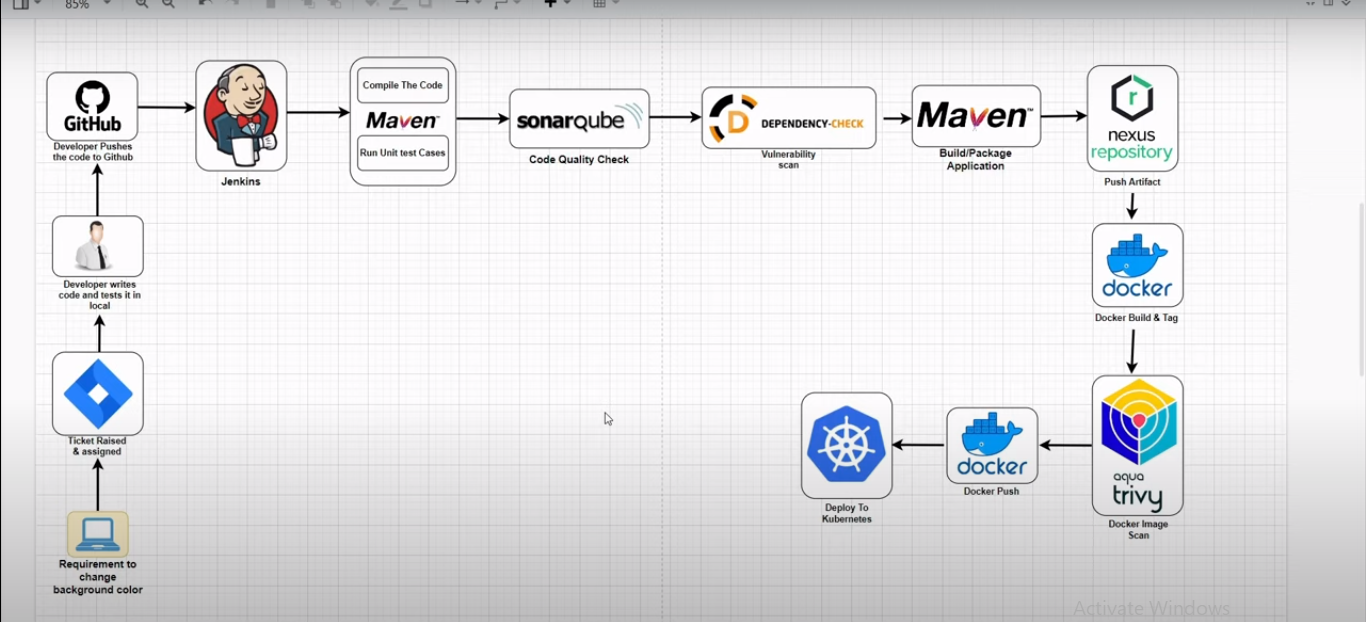 85%
GitHub
Developer Pushes
the code to Github
Jenkins
Compile The Code
Maven™
Run Unit test Cases
sonarqube
Code Quality Check
D
DEPENDENCY-CHECK
Vulnerability
scan
Maven™
Build/Package
Application
r
nexus
repository
Push Artifact
Developer writes
code and tests it in
local
docker
Docker Build & Tag
Ticket Raised
& assigned
Deploy To
Kubernetes
docker
Docker Push
aqua
trivy
Docker Image
Scan
Requirement to
change
background color
Activate Windows